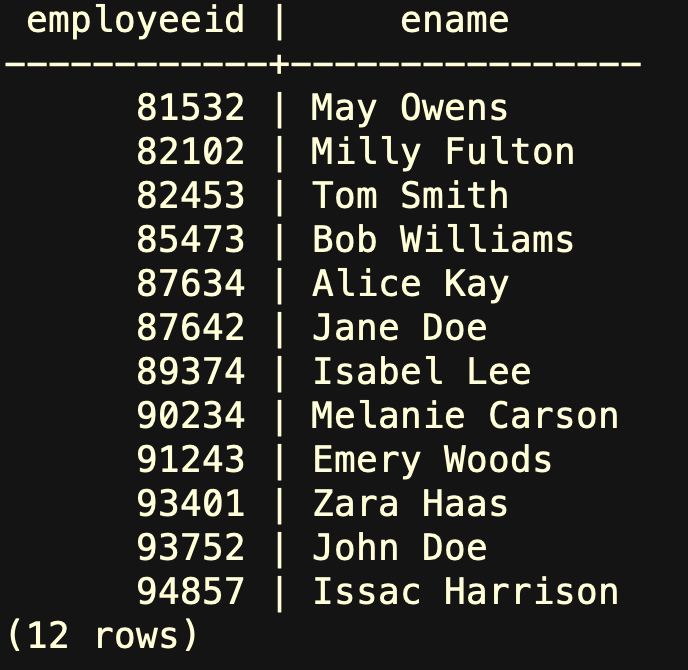 employeeid | ename
------------+----------------
81532 | May Owens
82102 | Milly Fulton
82453 | Tom Smith
85473 | Bob Williams
87634 | Alice Kay
87642 | Jane Doe
89374 | Isabel Lee
90234 | Melanie Carson
91243 | Emery Woods
93401 | Zara Haas
93752 | John Doe
94857 | Issac Harrison
(12 rows)